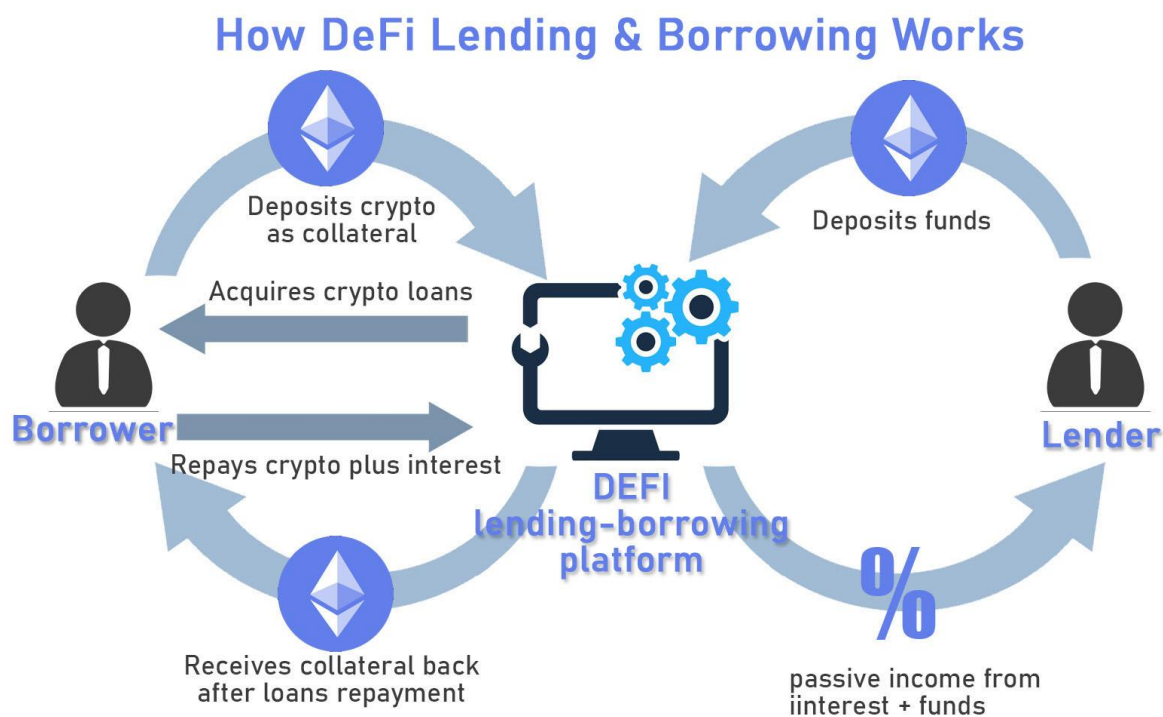 How DeFi Lending & Borrowing Works
Deposits crypto
as collateral
Deposits funds
Acquires crypto loans
Borrower
Repays crypto plus interest
Lender
DEFI
lending-borrowing
platform
%
Receives collateral back
after loans repayment
passive income from
iinterest + funds